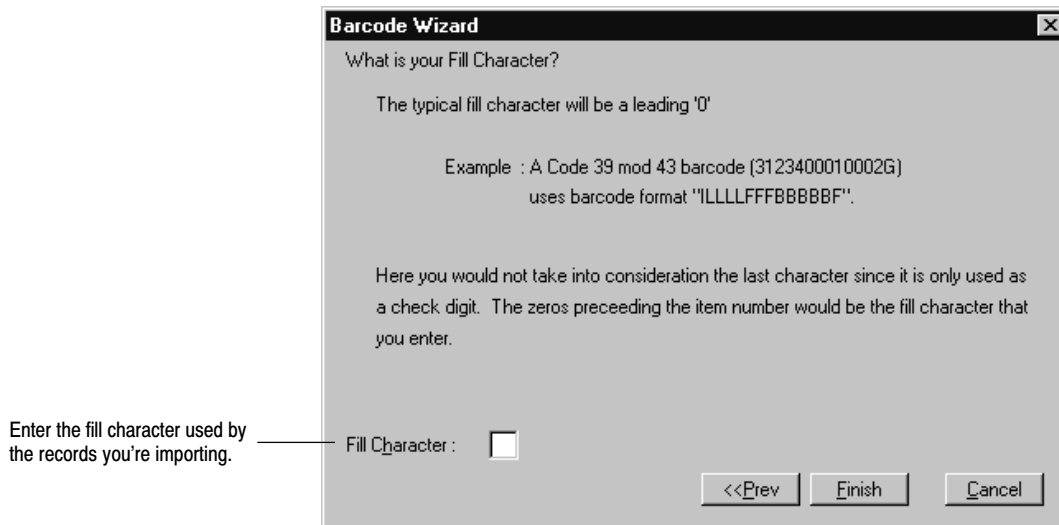 Barcode Wizard
What is your Fill Character?
The typical fill character will be a leading '0'
Example : A Code 39 mod 43 barcode (3123400010002G)
uses barcode format "ILLLLFFFBBBBBF".
Here you would not take into consideration the last character since it is only used as
a check digit. The zeros preceeding the item number would be the fill character that
you enter.
Enter the fill character used by
the records you're importing.
Fill Character :
<<Prev Finish Cancel